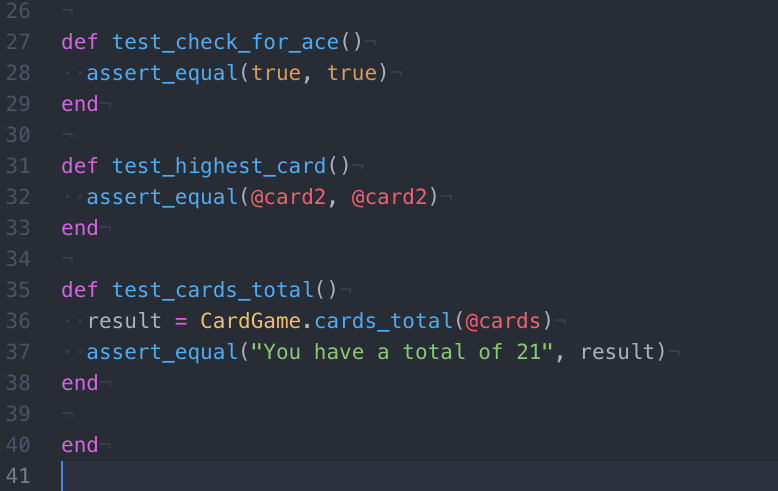 26 ¬
27 def test_check_for_ace()¬
28 ··assert_equal(true, true)¬
29 end¬
30 ¬
31 def test_highest_card()¬
32 ··assert_equal(@card2, @card2)¬
33 end¬
34 ¬
35 def test_cards_total()¬
36 ··result = CardGame.cards_total(@cards)¬
37 ··assert_equal("You have a total of 21", result)¬
38 end¬
39 ¬
40 end¬
41